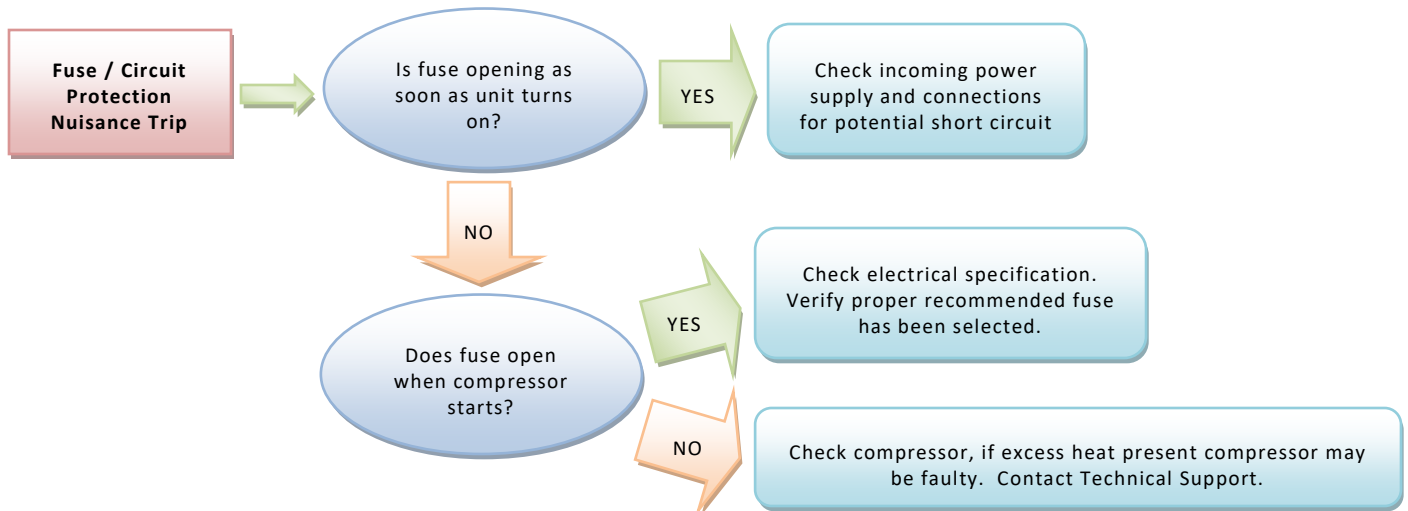 Fuse / Circuit
Protection
Nuisance Trip
Is fuse opening as
soon as unit turns
on?
YES
Check incoming power
supply and connections
for potential short circuit
NO
Does fuse open
when compressor
starts?
YES
Check electrical specification.
Verify proper recommended fuse
has been selected.
NO
Check compressor, if excess heat present compressor may
be faulty.  Contact Technical Support.